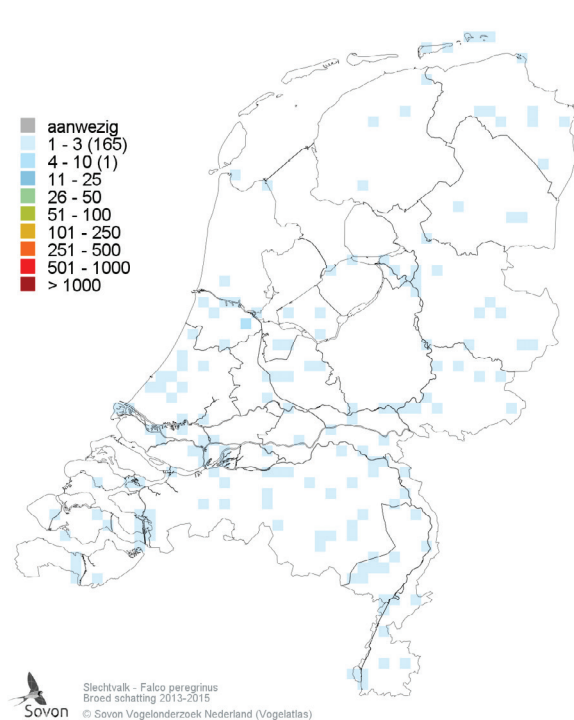 aanwezig
1 - 3 (165)
4 - 10 (1)
11 - 25
26 - 50
51 - 100
101 - 250
251 - 500
501 - 1000
> 1000
Slechtvalk - Falco peregrinus
Broed schatting 2013-2015
Sovon © Sovon Vogelonderzoek Nederland (Vogelatlas)